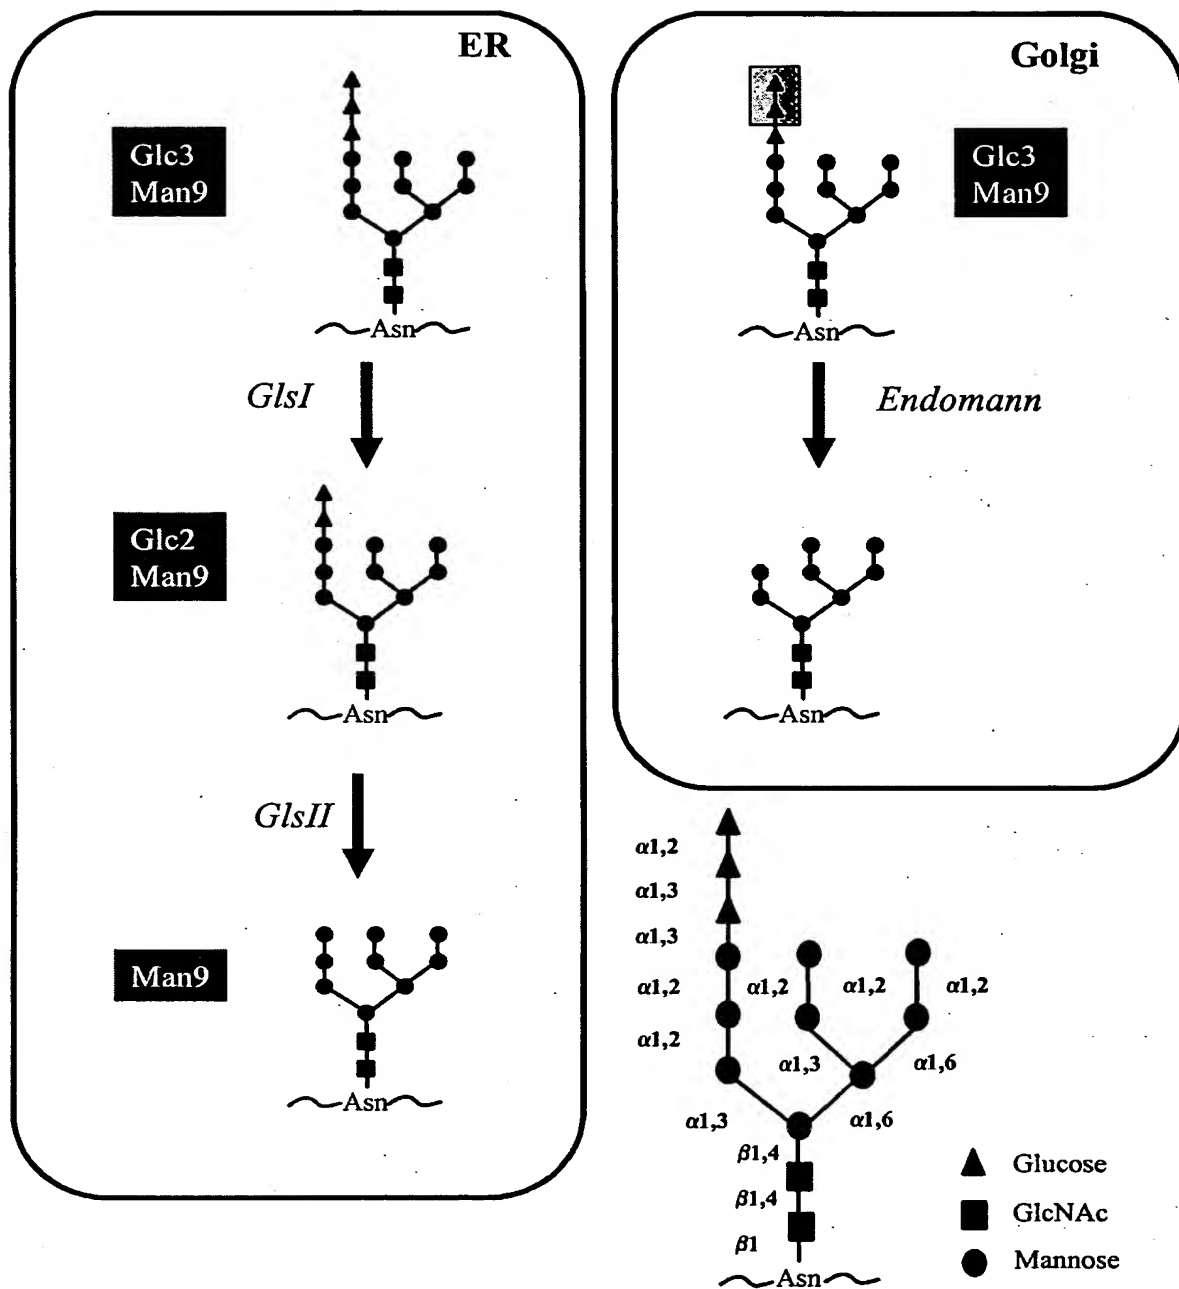 ER
Glc3
Man9
Asn
GlsI
Glc2
Man9
Asn
GlsII
Man9
Asn
Golgi
Glc3
Man9
Asn
Endomann
Asn
α1,2
α1,3
α1,3
α1,2
α1,2
α1,2
α1,2
α1,2
α1,3
α1,6
α1,3
α1,6
β1,4
β1,4
β1
Asn
Glucose
GlcNAc
Mannose